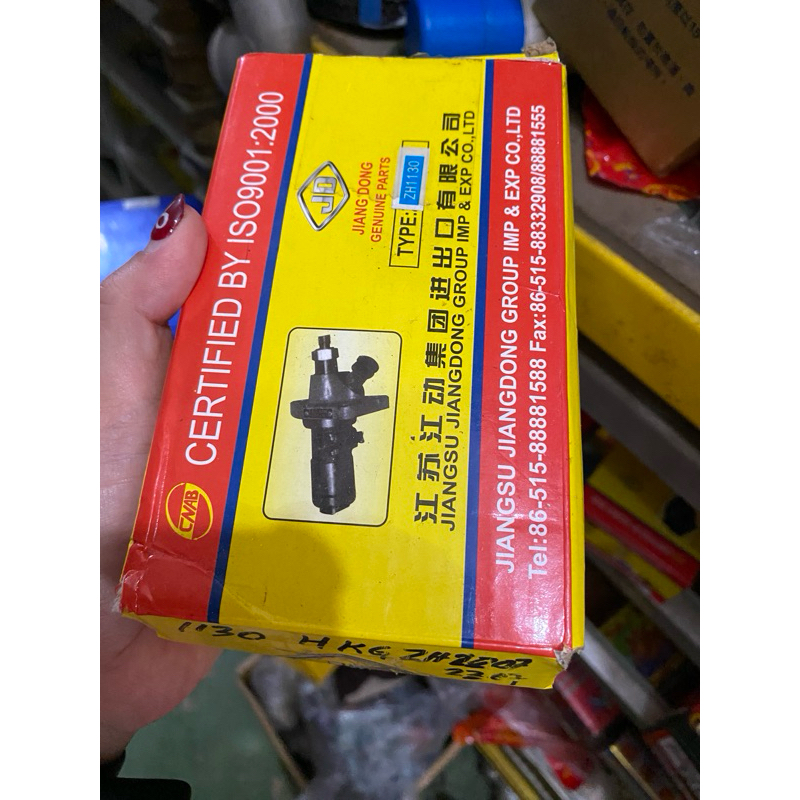 CERTIFIED BY ISO9001:2000
CNAB
JD
JIANG DONG
GENUINE PARTS
TYPE:
ZH1130
江苏江动集团进出口有限公司
JIANGSU JIANGDONG GROUP IMP & EXP CO.,LTD
JIANGSU JIANGDONG GROUP IMP & EXP CO.,LTD
Tel:86-515-88881588 Fax:86-515-88332908/88881555
1130 HKG